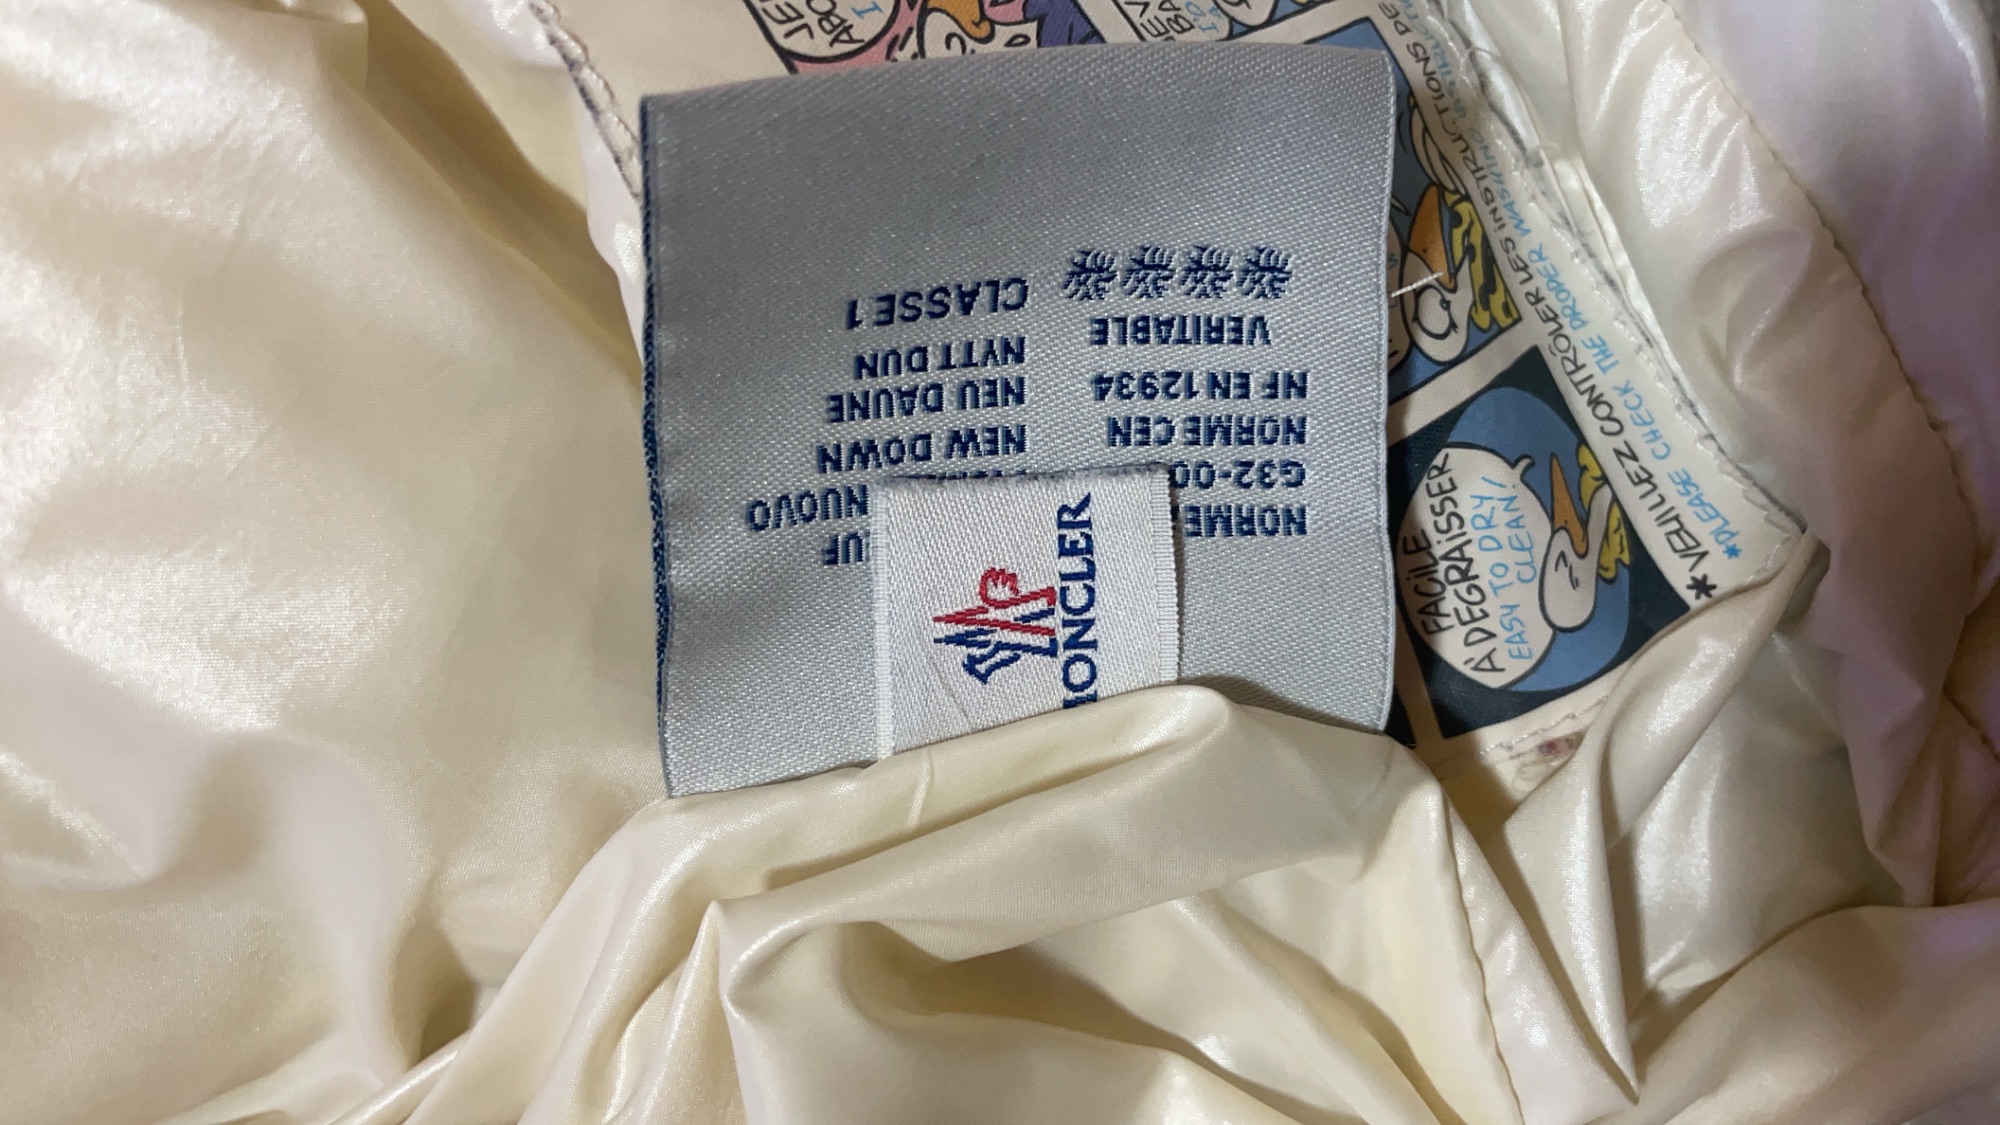 NORME
G32-00
NORME CEN
NF EN 12934
VERITABLE
NUOVO
NEW DOWN
NEU DAUNE
NYTT DUN
CLASSE 1
MONCLER
FACILE
A DEGRAISSER
EASY TO DRY
CLEAN!
*VEUILLEZ CONTRÔLER LES INSTRUCTIONS DE
*PLEASE CHECK THE PROPER WASHING